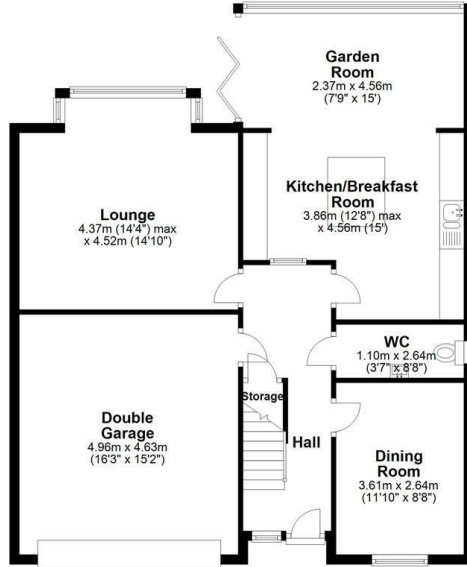 Garden
Room
2.37m x 4.56m
(7'9" x 15')
Kitchen/Breakfast
Room
3.86m (12'8") max
x 4.56m (15')
Lounge
4.37m (14'4") max
x 4.52m (14'10")
WC
1.10m x 2.64m
(3'7" x 8'8")
Storage
Double
Garage
4.96m x 4.63m
(16'3" x 15'2")
Hall
Dining
Room
3.61m x 2.64m
(11'10" x 8'8")